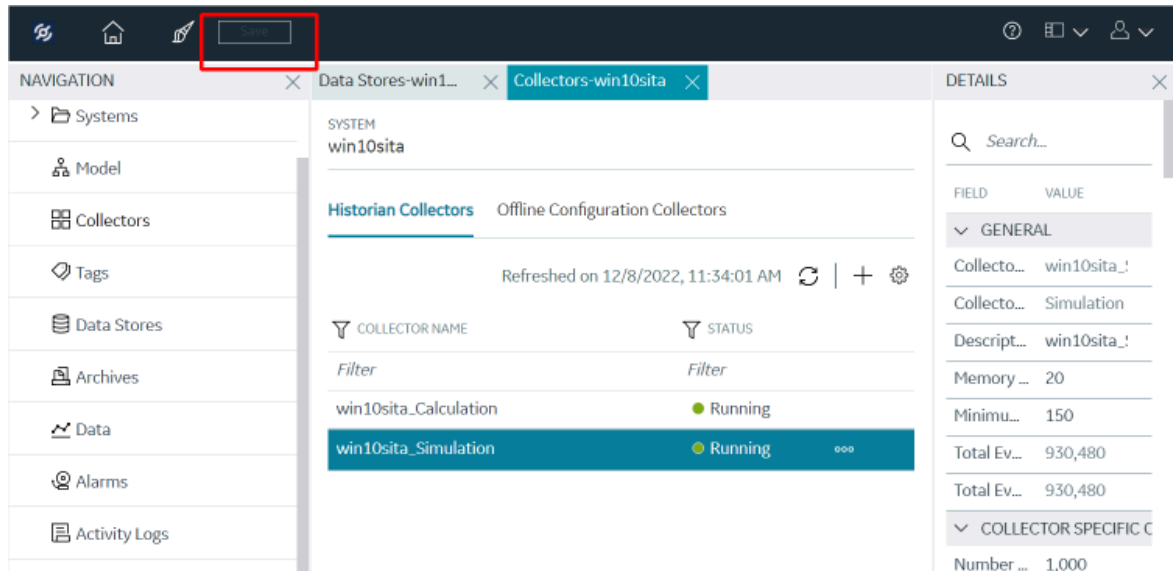 Save
NAVIGATION
Systems
Model
Collectors
Tags
Data Stores
Archives
Data
Alarms
Activity Logs
Data Stores-win1...
Collectors-win10sita
SYSTEM
win10sita
Historian Collectors
Offline Configuration Collectors
Refreshed on 12/8/2022, 11:34:01 AM
COLLECTOR NAME STATUS
Filter Filter
win10sita_Calculation Running
win10sita_Simulation Running
DETAILS
Search...
FIELD VALUE
GENERAL
Collecto... win10sita_
Collecto... Simulation
Descript... win10sita_
Memory ... 20
Minimu... 150
Total Ev... 930,480
Total Ev... 930,480
COLLECTOR SPECIFIC
Number ... 1,000